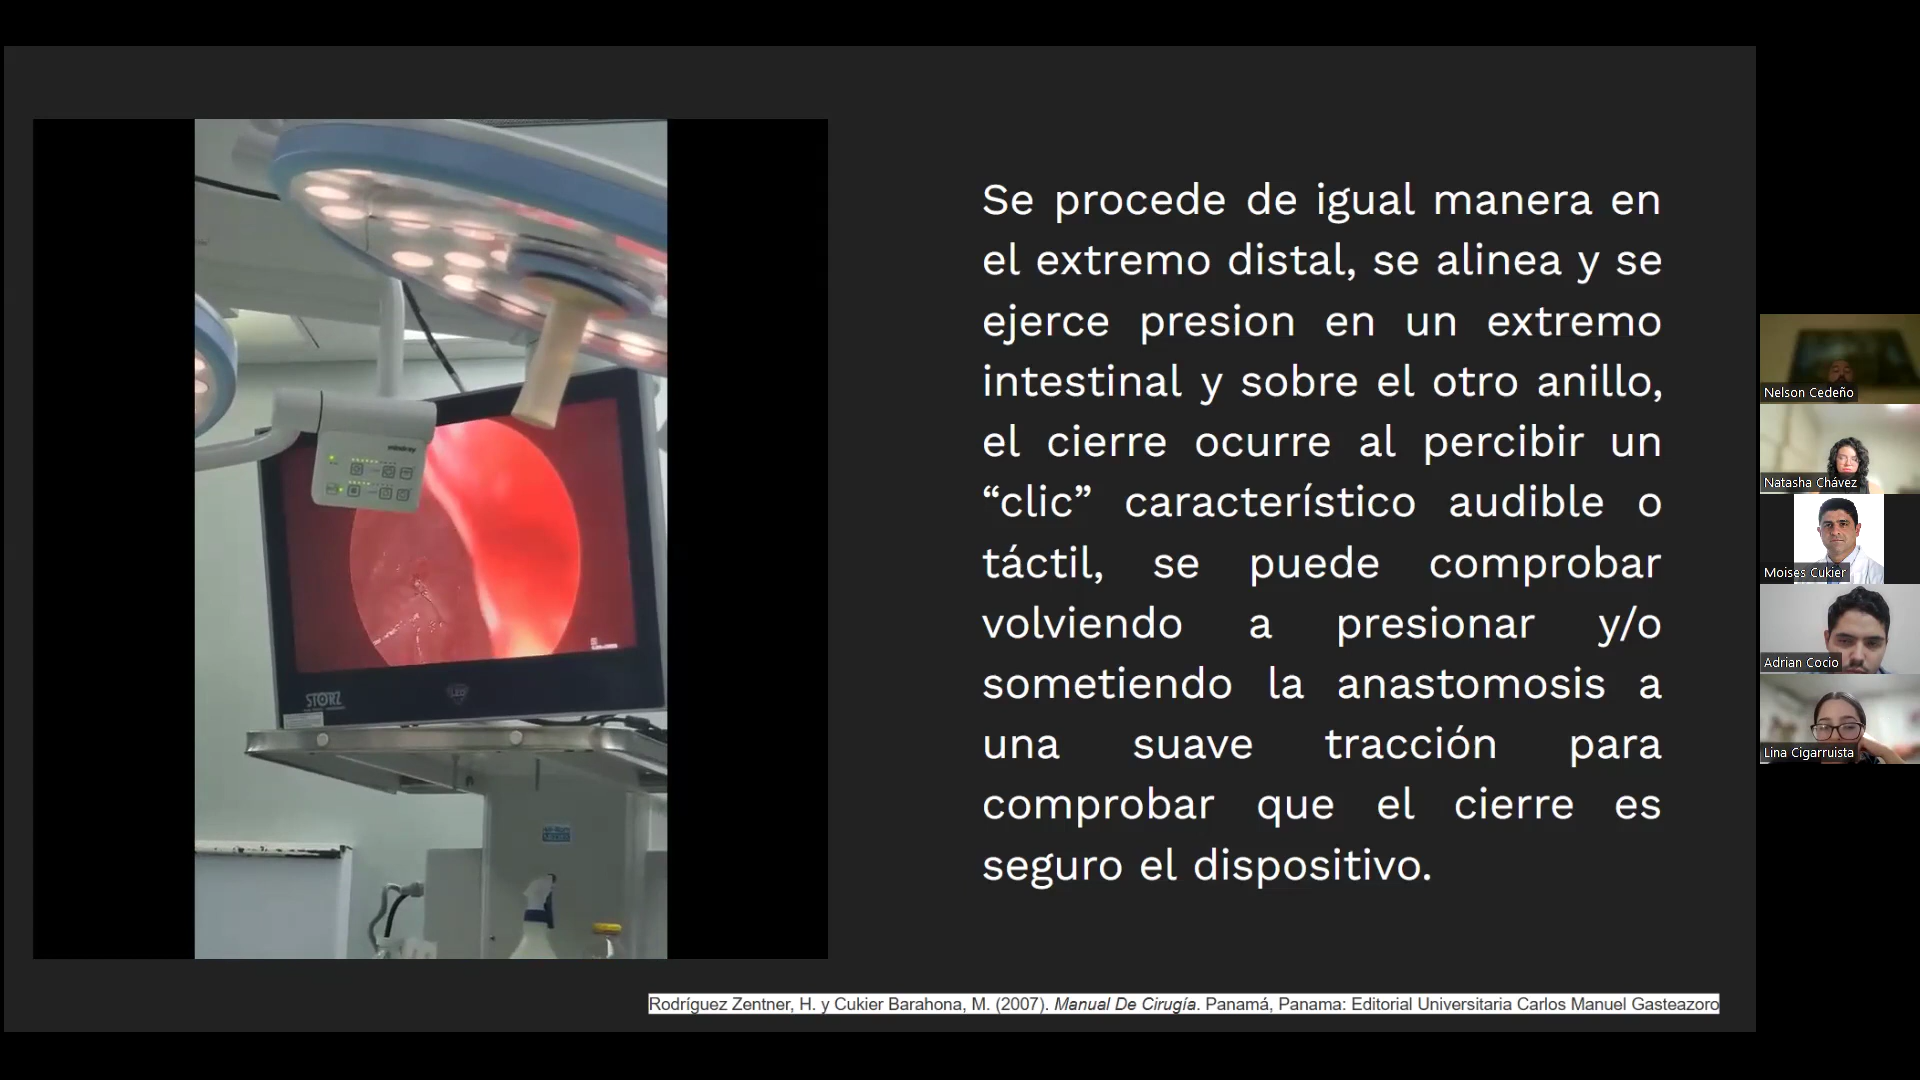 Se procede de igual manera en
el extremo distal, se alinea y se
ejerce presion en un extremo
intestinal y sobre el otro anillo,
el cierre ocurre al percibir un
“clic” característico audible o
táctil, se puede comprobar
volviendo a presionar y/o
sometiendo la anastomosis a
una suave tracción para
comprobar que el cierre es
seguro el dispositivo.
Rodríguez Zentner, H. y Cukier Barahona, M. (2007). Manual De Cirugía. Panamá, Panama: Editorial Universitaria Carlos Manuel Gasteazoro
mindray
STORZ
LED
Nelson Cedeño
Natasha Chávez
Moises Cukier
Adrian Cocio
Lina Cigarruista